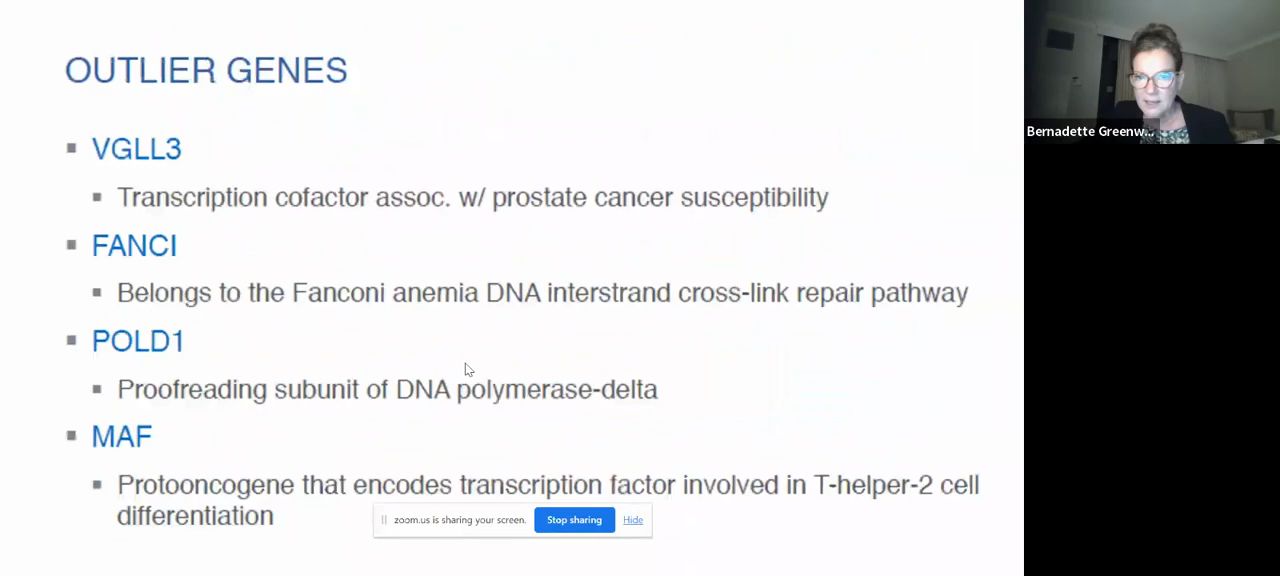 OUTLIER GENES
VGLL3
Transcription cofactor assoc. w/ prostate cancer susceptibility
FANCI
Belongs to the Fanconi anemia DNA interstrand cross-link repair pathway
POLD1
Proofreading subunit of DNA polymerase-delta
MAF
Protooncogene that encodes transcription factor involved in T-helper-2 cell
differentiation
zoom.us is sharing your screen. Stop sharing Hide
Bernadette Greenw...